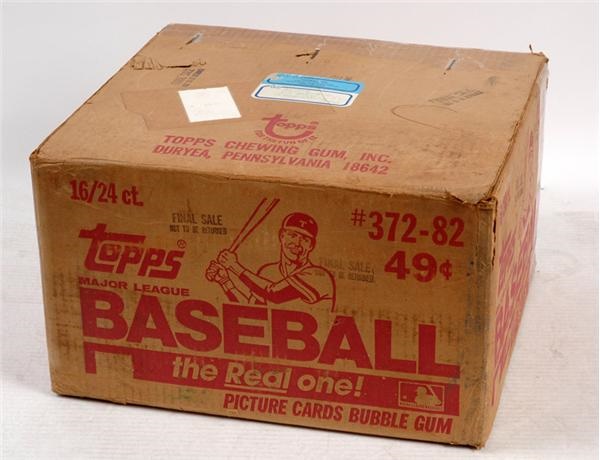 topps
TOPPS CHEWING GUM, INC.
DURYEA, PENNSYLVANIA 18642
16/24 ct.
#372-82
FINAL SALE
NOT TO BE RETURNED
TOPPS®
FINAL SALE
NOT TO BE RETURNED
49¢
MAJOR LEAGUE
BASEBALL
the Real one!
PICTURE CARDS BUBBLE GUM